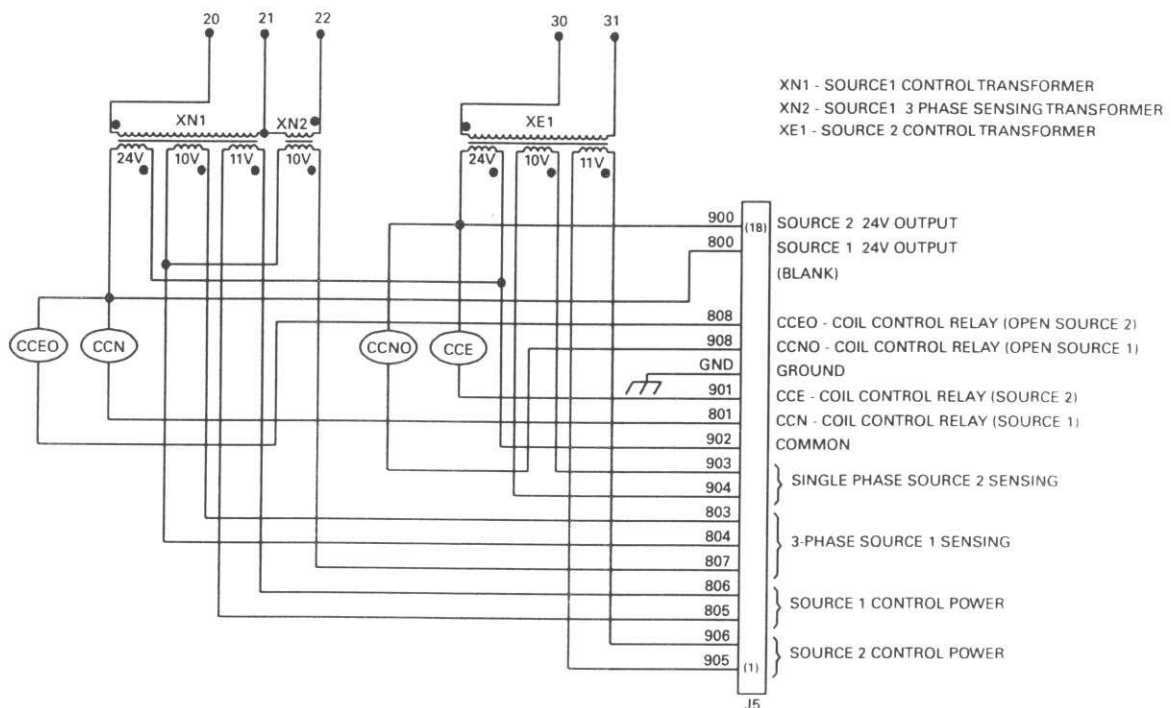 20 21 22 30 31
XN1 - SOURCE1 CONTROL TRANSFORMER
XN2 - SOURCE1 3 PHASE SENSING TRANSFORMER
XE1 - SOURCE 2 CONTROL TRANSFORMER
XN1 XN2 XE1
24V 10V 11V 10V 24V 10V 11V
900 (18) SOURCE 2 24V OUTPUT
800 SOURCE 1 24V OUTPUT
(BLANK)
808 CCEO - COIL CONTROL RELAY (OPEN SOURCE 2)
CCEO CCN CCNO CCE
908 CCNO - COIL CONTROL RELAY (OPEN SOURCE 1)
GND GROUND
901 CCE - COIL CONTROL RELAY (SOURCE 2)
801 CCN - COIL CONTROL RELAY (SOURCE 1)
902 COMMON
903
904
SINGLE PHASE SOURCE 2 SENSING
803
804
807
3-PHASE SOURCE 1 SENSING
806
805
SOURCE 1 CONTROL POWER
906
905 (1)
SOURCE 2 CONTROL POWER
J5